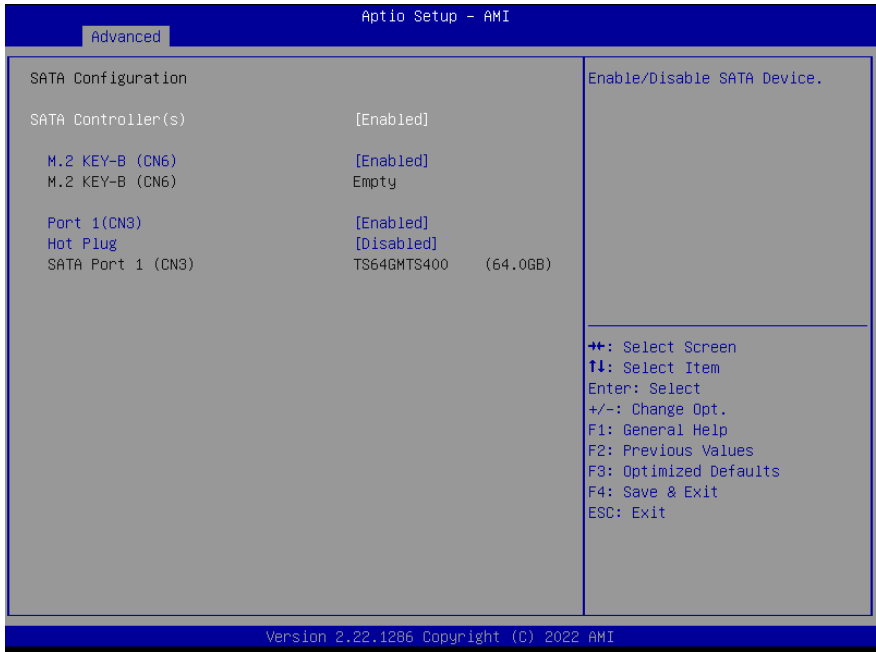 Aptio Setup – AMI
Advanced
SATA Configuration
SATA Controller(s) [Enabled]
M.2 KEY-B (CN6) [Enabled]
M.2 KEY-B (CN6) Empty
Port 1(CN3) [Enabled]
Hot Plug [Disabled]
SATA Port 1 (CN3) TS64GMTS400 (64.0GB)
Enable/Disable SATA Device.
→←: Select Screen
↑↓: Select Item
Enter: Select
+/-: Change Opt.
F1: General Help
F2: Previous Values
F3: Optimized Defaults
F4: Save & Exit
ESC: Exit
Version 2.22.1286 Copyright (C) 2022 AMI